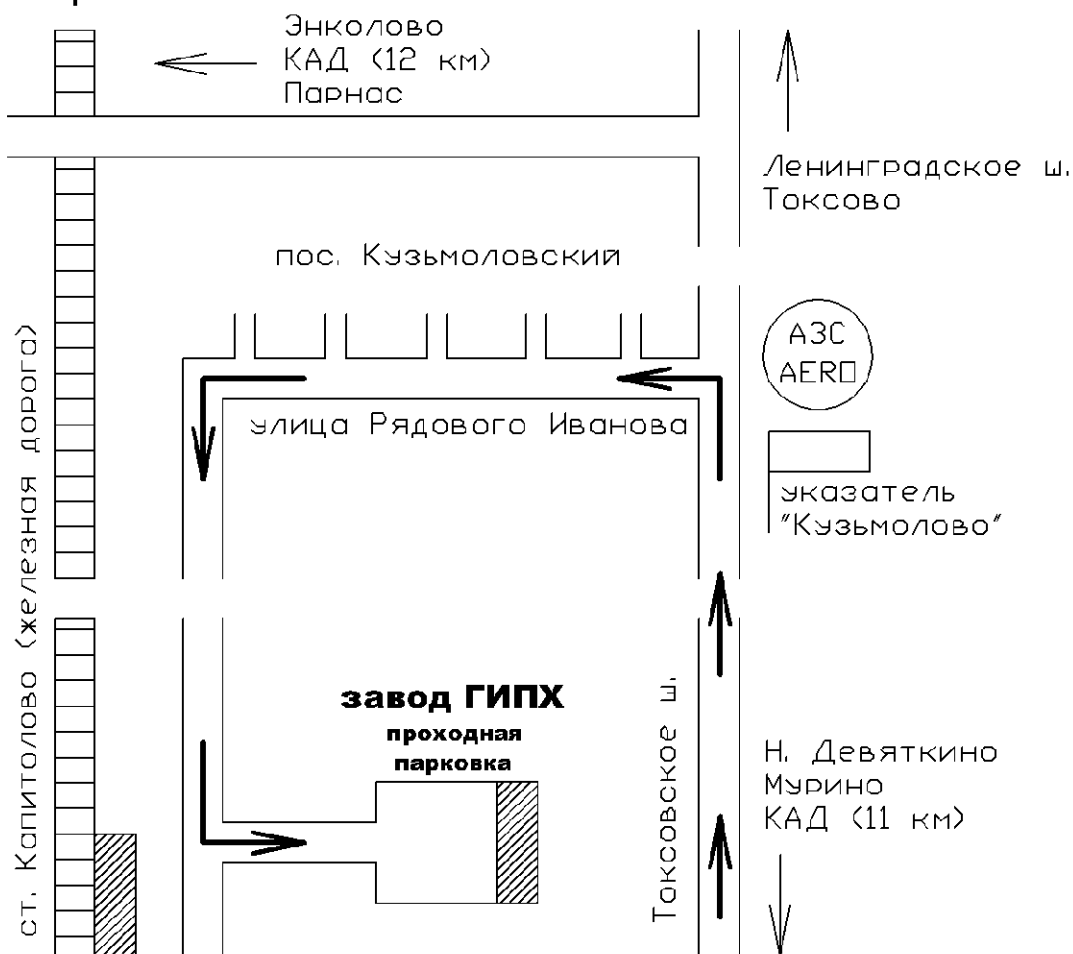 Энколово
КАД (12 км)
Парнас
Ленинградское ш.
Токсово
пос. Кузьмоловский
АЗС
AERO
улица Рядового Иванова
указатель
"Кузьмолово"
ст. Капитолово (железная дорога)
завод ГИПХ
проходная
парковка
Токсовское ш.
Н. Девяткино
Мурино
КАД (11 км)